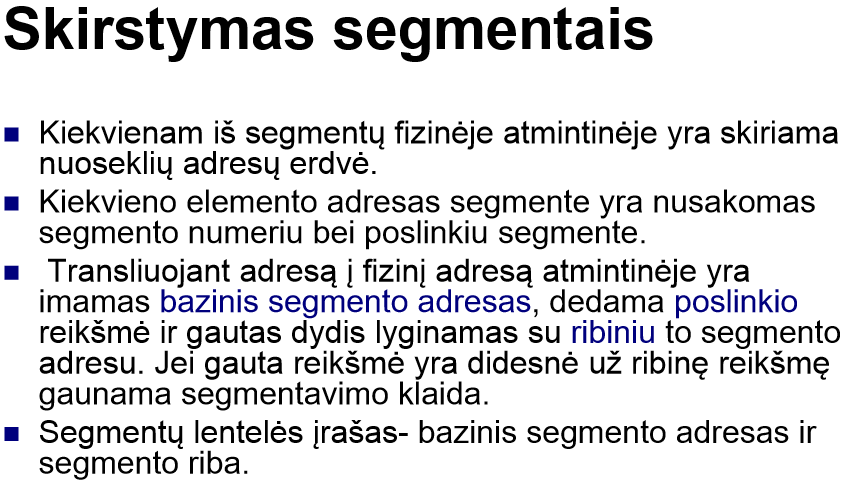 Skirstymas segmentais
Kiekvienam iš segmentų fizinėje atmintinėje yra skiriama
nuoseklių adresų erdvė.
Kiekvieno elemento adresas segmente yra nusakomas
segmento numeriu bei poslinkiu segmente.
Transliuojant adresą į fizinį adresą atmintinėje yra
imamas bazinis segmento adresas, dedama poslinkio
reikšmė ir gautas dydis lyginamas su ribiniu to segmento
adresu. Jei gauta reikšmė yra didesnė už ribinę reikšmę
gaunama segmentavimo klaida.
Segmentų lentelės įrašas- bazinis segmento adresas ir
segmento riba.